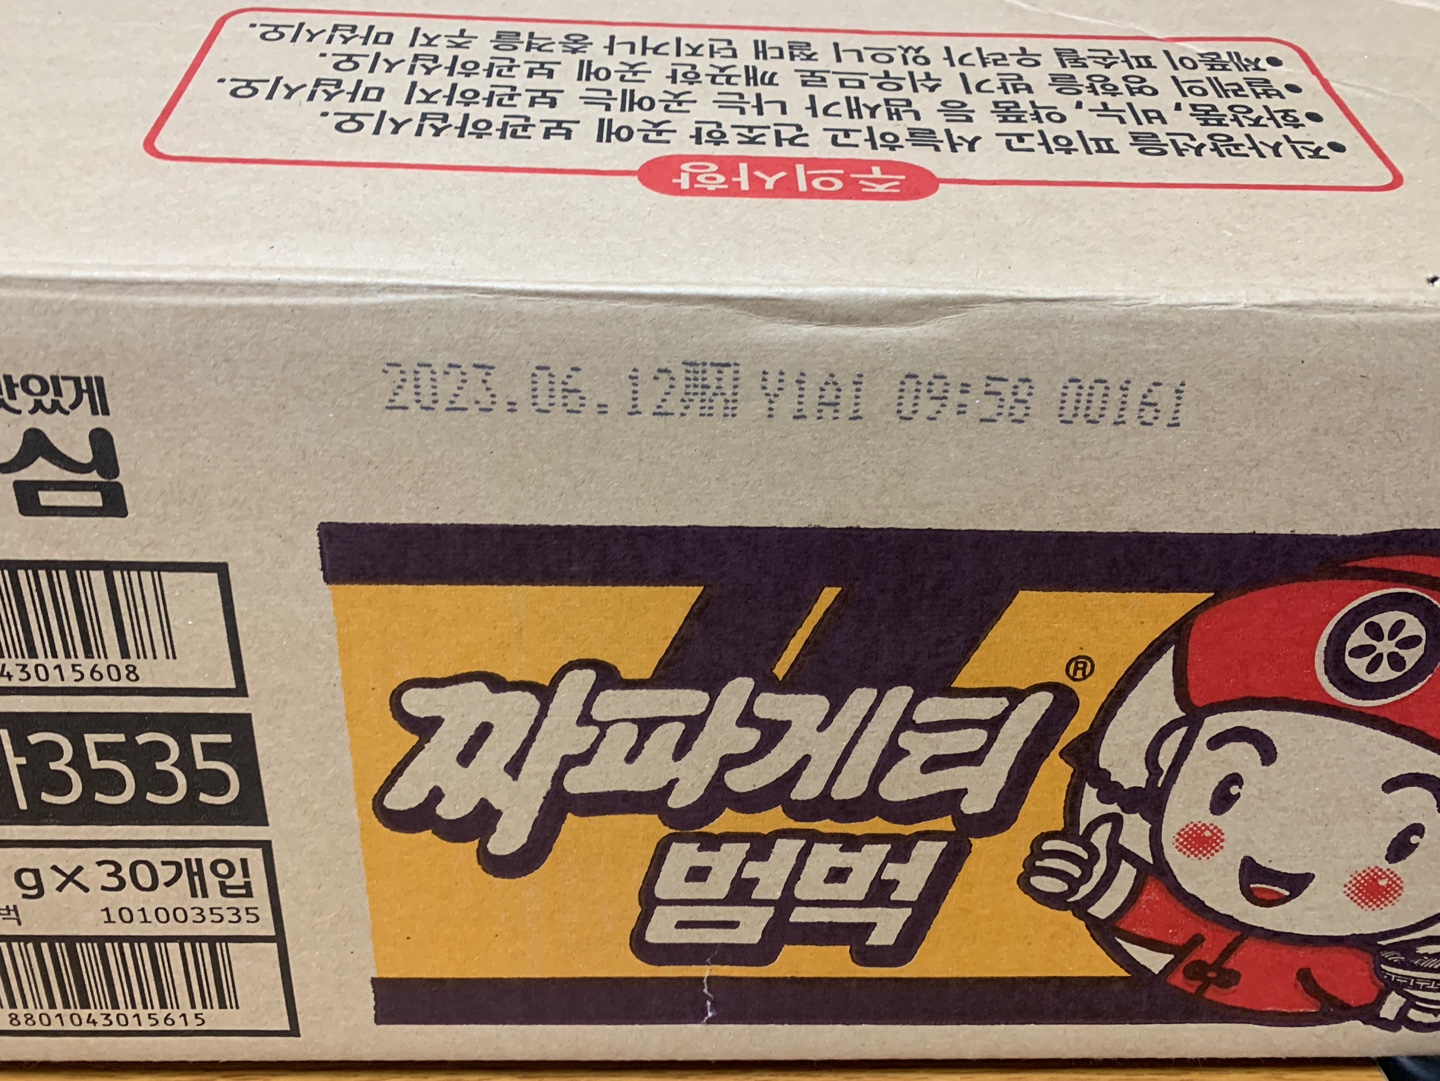 주의사항
•직사광선을 피하고 서늘하고 건조한 곳에 보관하십시오.
•화장품, 비누, 약품 등 냄새가 나는 곳에는 보관하지 마십시오.
•벌레의 영향을 받기 쉬우므로 깨끗한 곳에 보관하십시오.
•제품이 파손될 우려가 있으니 절대 던지거나 충격을 주지 마십시오.
2023.06.12 Y1A1 09:58 00161
맛있게
심
43015608
3535
g×30개입
벅 101003535
8801043015615
짜파게티®
범벅